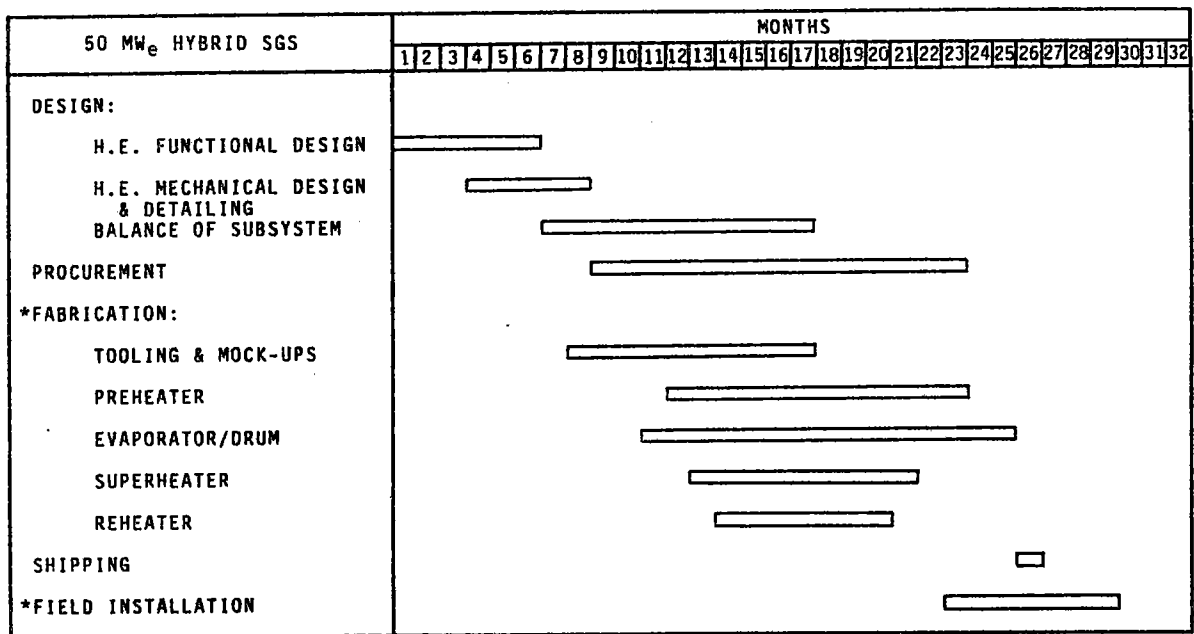 50 MWe HYBRID SGS
MONTHS
1 2 3 4 5 6 7 8 9 10 11 12 13 14 15 16 17 18 19 20 21 22 23 24 25 26 27 28 29 30 31 32
DESIGN:
H.E. FUNCTIONAL DESIGN
H.E. MECHANICAL DESIGN
& DETAILING
BALANCE OF SUBSYSTEM
PROCUREMENT
*FABRICATION:
TOOLING & MOCK-UPS
PREHEATER
EVAPORATOR/DRUM
SUPERHEATER
REHEATER
SHIPPING
*FIELD INSTALLATION